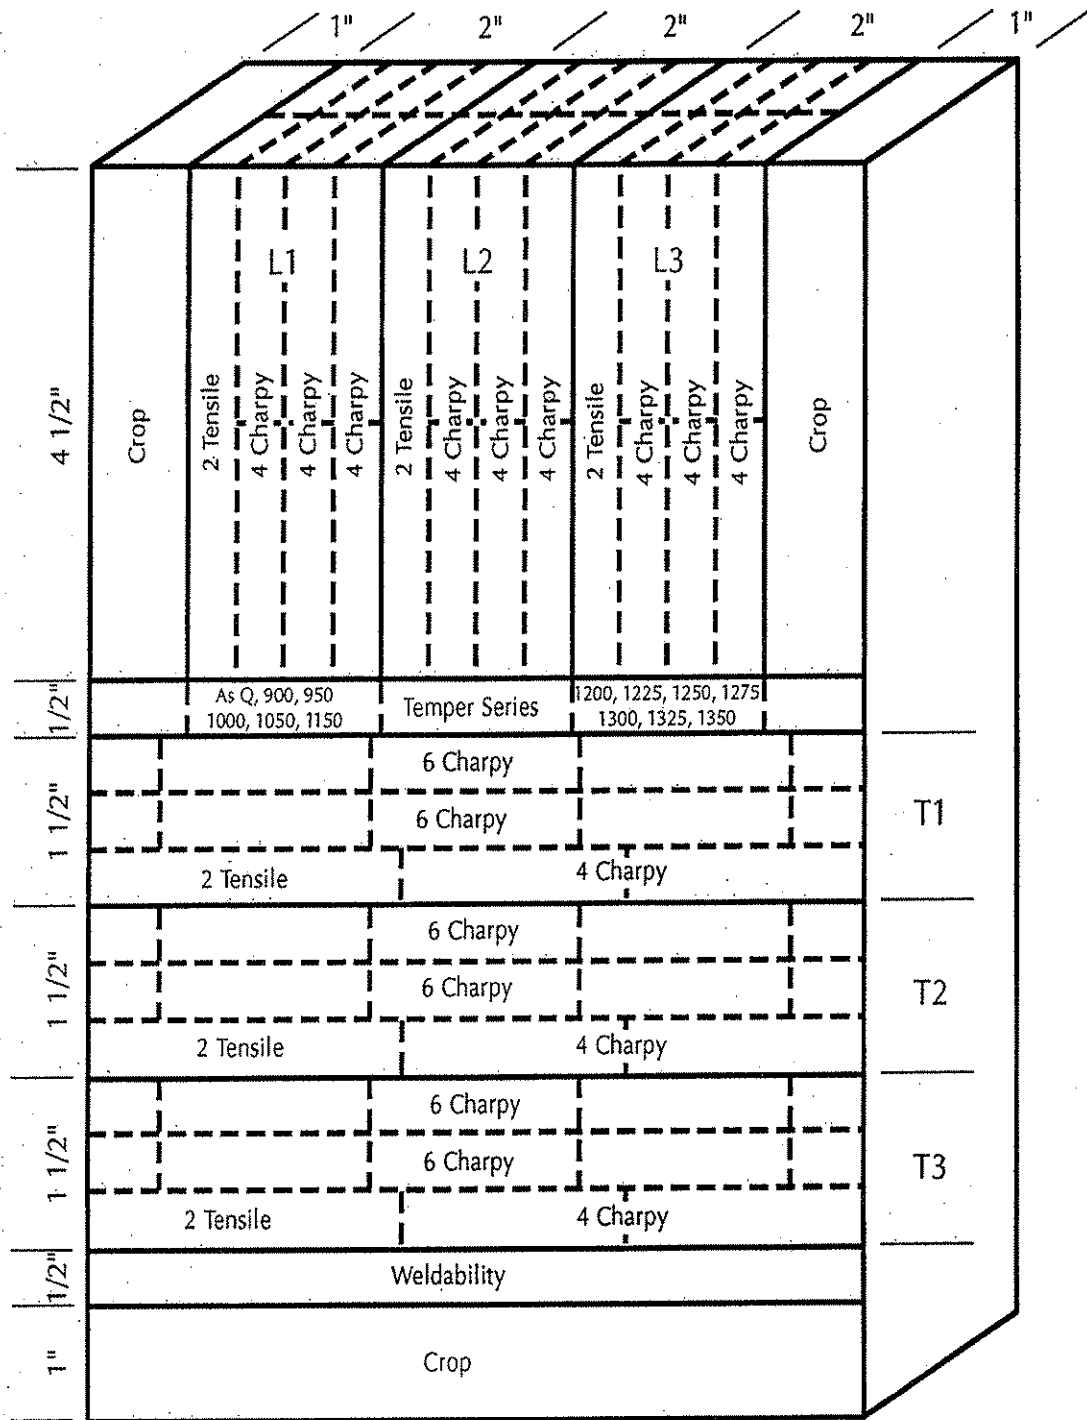 1" 2" 2" 2" 1"
4 1/2"
Crop
L1
2 Tensile
4 Charpy
4 Charpy
4 Charpy
L2
2 Tensile
4 Charpy
4 Charpy
4 Charpy
L3
2 Tensile
4 Charpy
4 Charpy
4 Charpy
Crop
1/2"
As Q, 900, 950
1000, 1050, 1150
Temper Series
1200, 1225, 1250, 1275
1300, 1325, 1350
1 1/2"
6 Charpy
6 Charpy
2 Tensile 4 Charpy
T1
1 1/2"
6 Charpy
6 Charpy
2 Tensile 4 Charpy
T2
1 1/2"
6 Charpy
6 Charpy
2 Tensile 4 Charpy
T3
1/2"
Weldability
1"
Crop